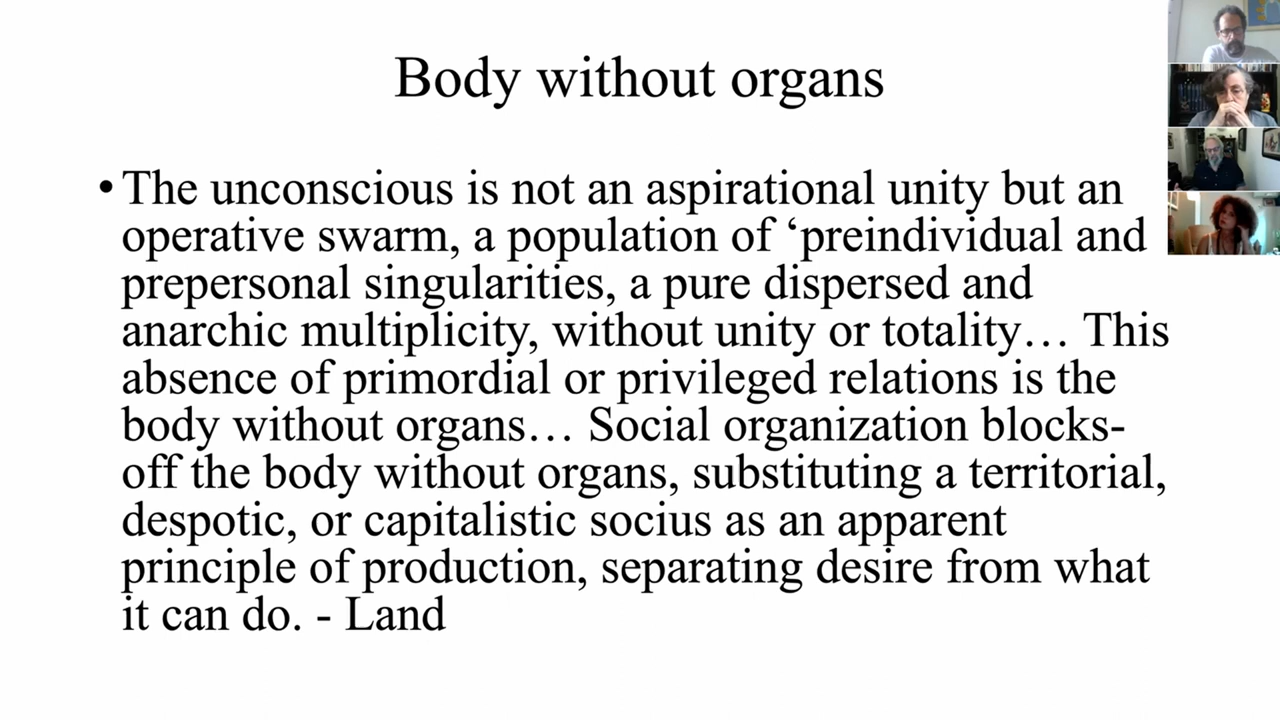 Body without organs
• The unconscious is not an aspirational unity but an
operative swarm, a population of ‘preindividual and
prepersonal singularities, a pure dispersed and
anarchic multiplicity, without unity or totality… This
absence of primordial or privileged relations is the
body without organs… Social organization blocks-
off the body without organs, substituting a territorial,
despotic, or capitalistic socius as an apparent
principle of production, separating desire from what
it can do. - Land